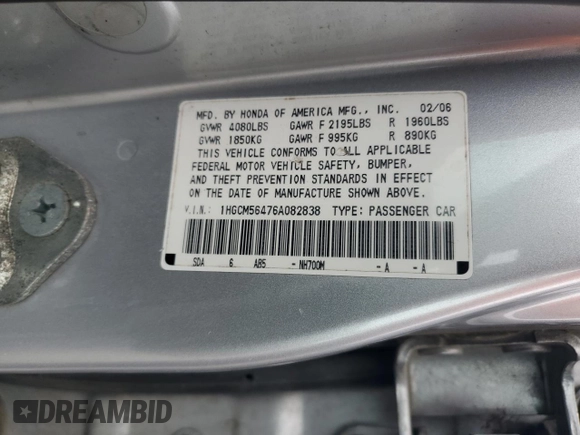 MFD. BY HONDA OF AMERICA MFG., INC. 02/06
GVWR 4080LBS GAWR F 2195LBS R 1960LBS
GVWR 1850KG GAWR F 995KG R 890KG
THIS VEHICLE CONFORMS TO ALL APPLICABLE
FEDERAL MOTOR VEHICLE SAFETY, BUMPER,
AND THEFT PREVENTION STANDARDS IN EFFECT
ON THE DATE OF MANUFACTURE SHOWN ABOVE.
V.I.N.: 1HGCM56476A082838 TYPE: PASSENGER CAR
SDA 6 AB5 -NH700M -A -A
DREAMBID